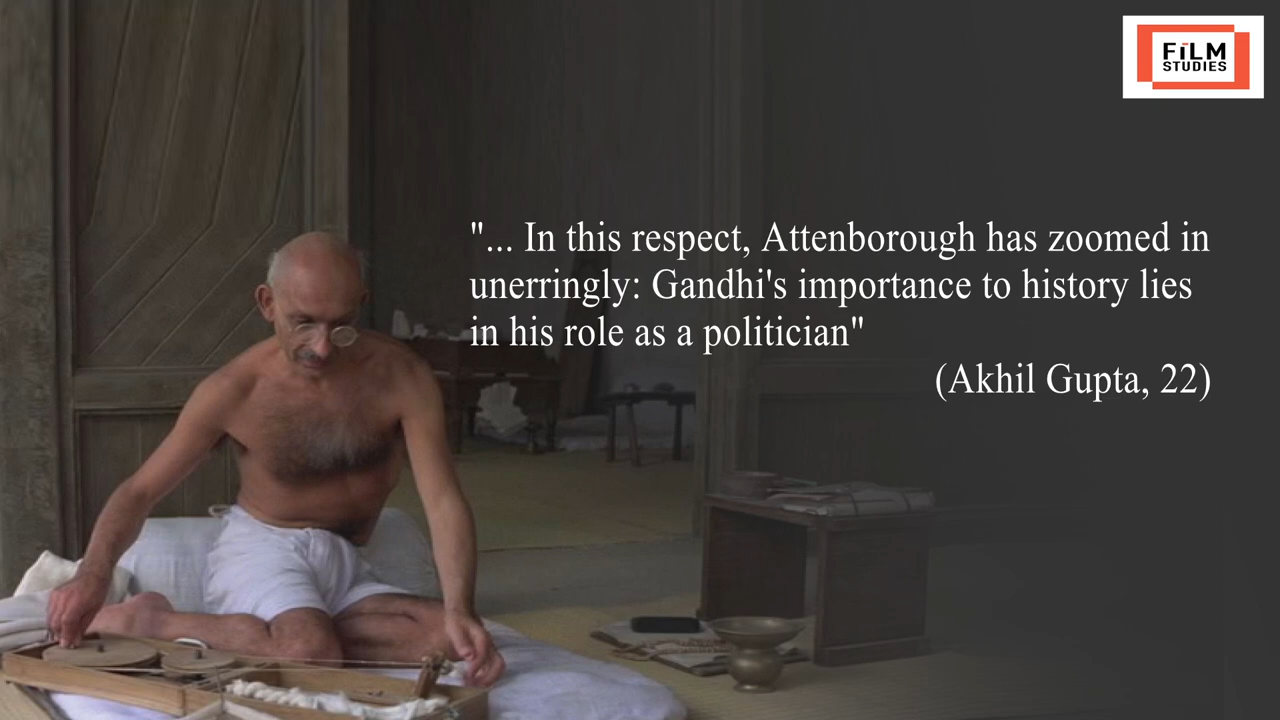 FiLM
STUDIES
"... In this respect, Attenborough has zoomed in
unerringly: Gandhi's importance to history lies
in his role as a politician"
(Akhil Gupta, 22)